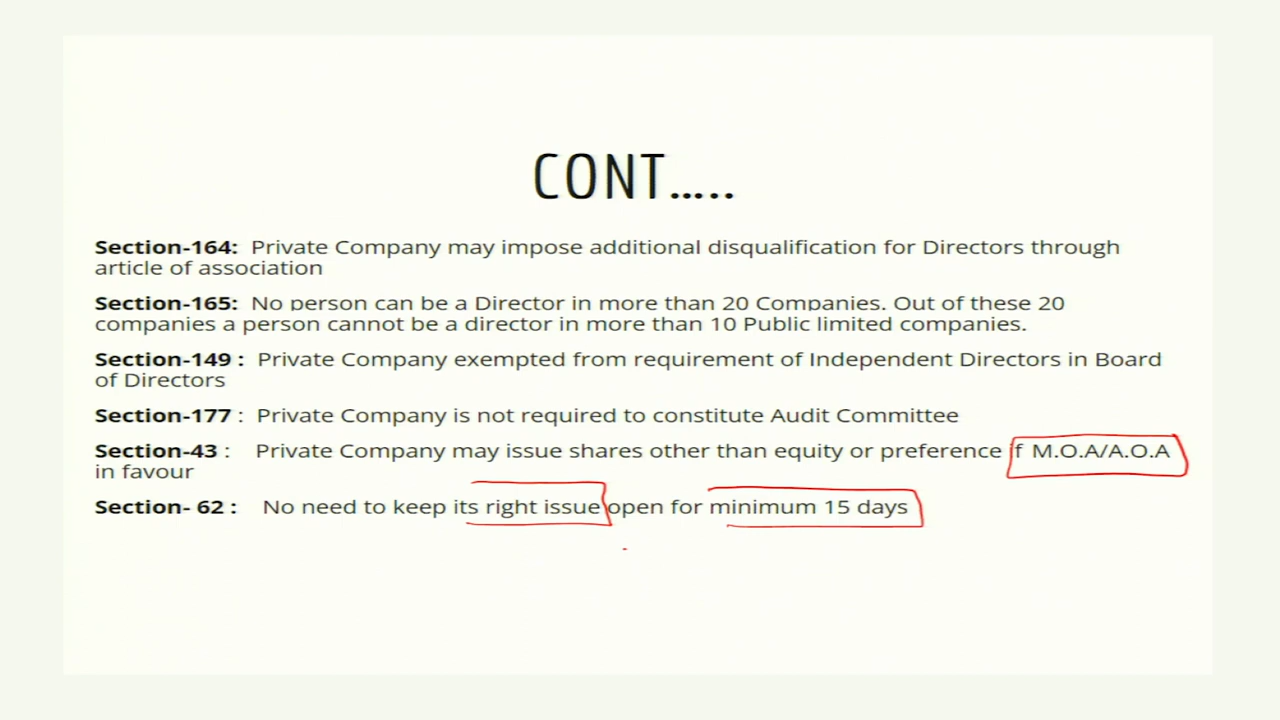 CONT.....
Section-164: Private Company may impose additional disqualification for Directors through
article of association
Section-165: No person can be a Director in more than 20 Companies. Out of these 20
companies a person cannot be a director in more than 10 Public limited companies.
Section-149 : Private Company exempted from requirement of Independent Directors in Board
of Directors
Section-177 : Private Company is not required to constitute Audit Committee
Section-43 : Private Company may issue shares other than equity or preference if M.O.A/A.O.A
in favour
Section- 62 : No need to keep its right issue open for minimum 15 days